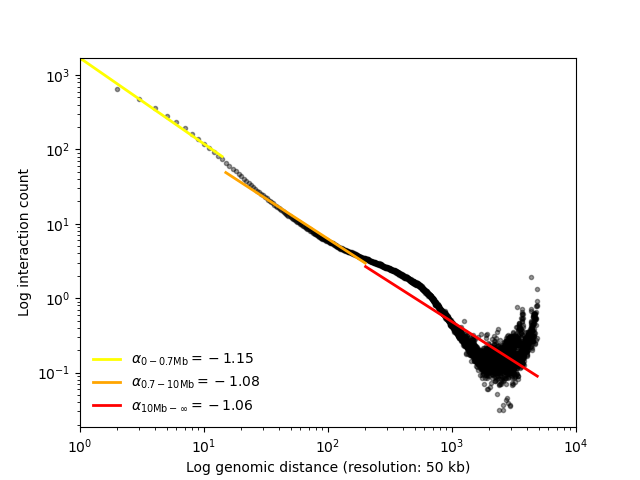 Log interaction count
10³
10²
10¹
10⁰
10⁻¹
α₀₋₀.₇Mb = −1.15
α₀.₇₋₁₀Mb = −1.08
α₁₀Mb₋∞ = −1.06
10⁰ 10¹ 10² 10³ 10⁴
Log genomic distance (resolution: 50 kb)